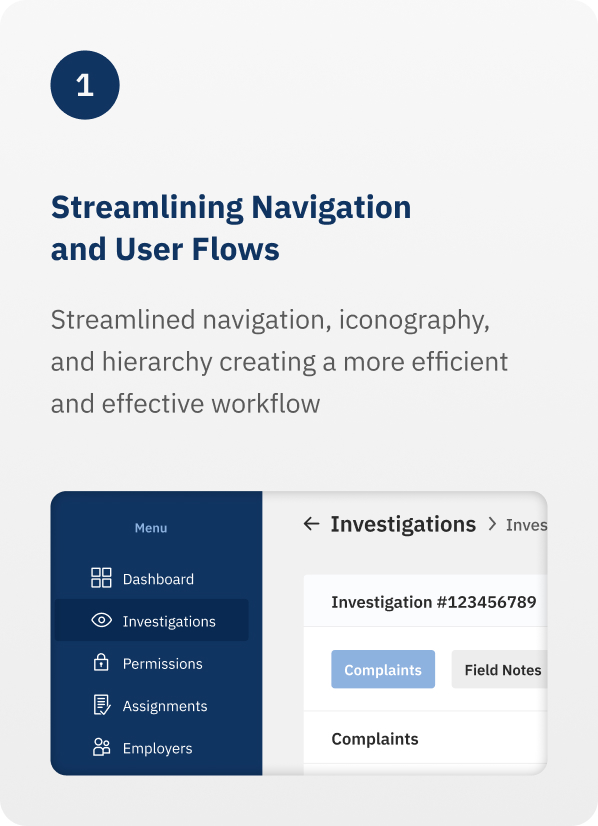 1
Streamlining Navigation
and User Flows
Streamlined navigation, iconography,
and hierarchy creating a more efficient
and effective workflow
Menu
Dashboard
Investigations
Permissions
Assignments
Employers
← Investigations > Inves
Investigation #123456789
Complaints Field Notes
Complaints